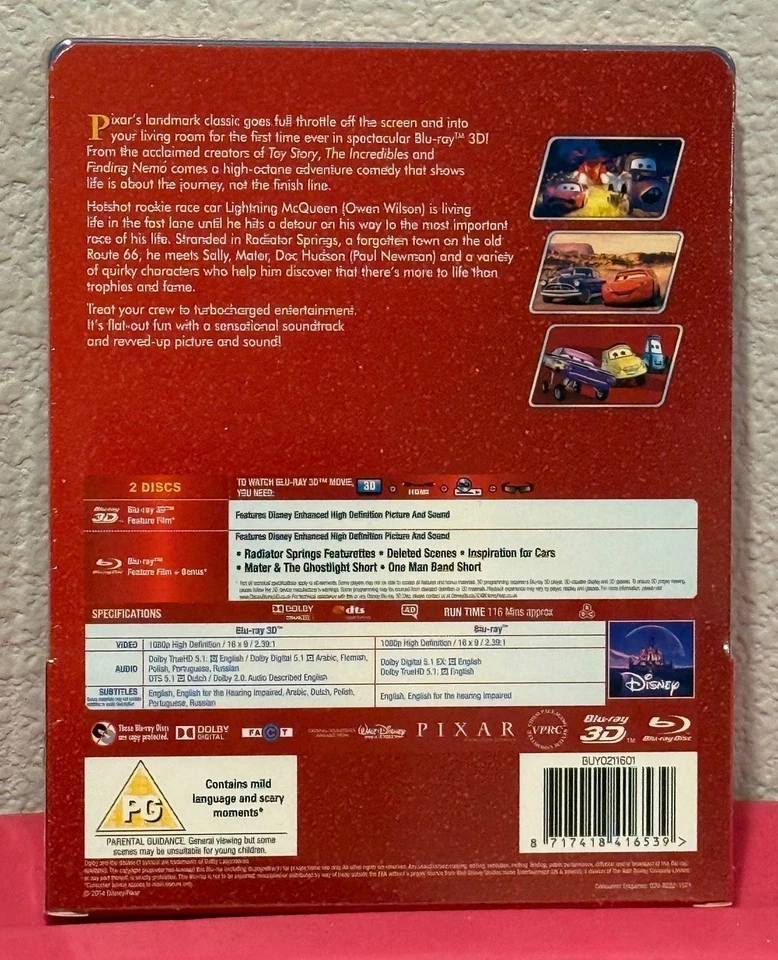 Pixar's landmark classic goes full throttle off the screen and into
your living room for the first time ever in spectacular Blu-ray™ 3D!
From the acclaimed creators of Toy Story, The Incredibles and
Finding Nemo comes a high-octane adventure comedy that shows
life is about the journey, not the finish line.
Hotshot rookie race car Lightning McQueen (Owen Wilson) is living
life in the fast lane until he hits a detour on his way to the most important
race of his life. Stranded in Radiator Springs, a forgotten town on the old
Route 66, he meets Sally, Mater, Doc Hudson (Paul Newman) and a variety
of quirky characters who help him discover that there's more to life than
trophies and fame.
Treat your crew to turbocharged entertainment.
It's flat-out fun with a sensational soundtrack
and revved-up picture and sound!
2 DISCS
TO WATCH BLU-RAY 3D™ MOVIE,
YOU NEED:
3D
HDMI
Blu-ray 3D
Blu-ray 3D™
Feature Film*
Features Disney Enhanced High Definition Picture And Sound
Blu-ray Disc
Blu-ray™
Feature Film + Bonus*
Features Disney Enhanced High Definition Picture And Sound
• Radiator Springs Featurettes • Deleted Scenes • Inspiration for Cars
• Mater & The Ghostlight Short • One Man Band Short
SPECIFICATIONS
DOLBY
dts
AD
RUN TIME 116 Mins approx
Blu-ray 3D™
Blu-ray™
VIDEO
1080p High Definition / 16 x 9 / 2.39:1
1080p High Definition / 16 x 9 / 2.39:1
AUDIO
Dolby TrueHD 5.1: English / Dolby Digital 5.1 Arabic, Flemish,
Polish, Portuguese, Russian
DTS 5.1 Dutch / Dolby 2.0: Audio Described English
Dolby Digital 5.1 EX: English
Dolby TrueHD 5.1: English
SUBTITLES
English, English for the Hearing Impaired, Arabic, Dutch, Polish,
Portuguese, Russian
English, English for the hearing impaired
Disney
These Blu-ray Discs
are copy protected.
DOLBY
DIGITAL
FACT
WALT DISNEY
PIXAR
VPRC
Blu-ray 3D™
Blu-ray Disc
PG
Contains mild
language and scary
moments*
PARENTAL GUIDANCE. General viewing but some
scenes may be unsuitable for young children.
BUY0211601
8 717418 416539 >
© 2014 Disney/Pixar